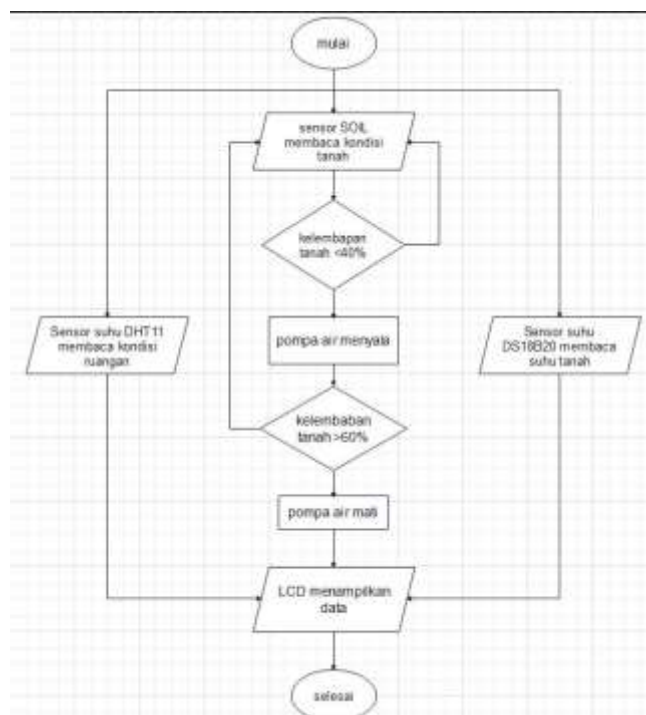 mulai
sensor SOIL
membaca kondisi
tanah
kelembapan
tanah <40%
Sensor suhu DHT11
membaca kondisi
ruangan
pompa air menyala
Sensor suhu
DS18B20 membaca
suhu tanah
kelembaban
tanah >60%
pompa air mati
LCD menampilkan
data
selesai